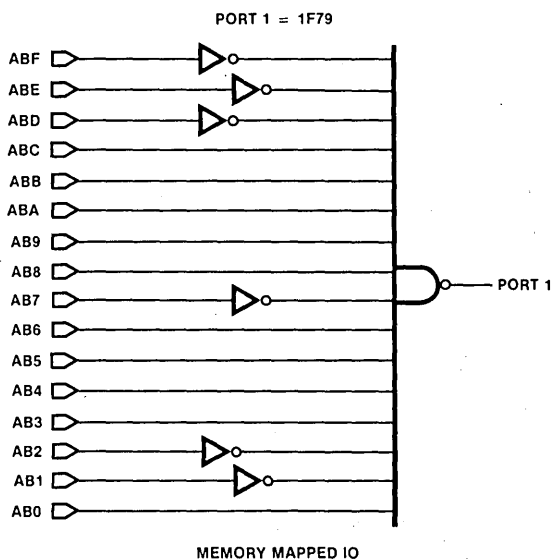 PORT 1 = 1F79
ABF
ABE
ABD
ABC
ABB
ABA
AB9
AB8
AB7
PORT 1
AB6
AB5
AB4
AB3
AB2
AB1
AB0
MEMORY MAPPED IO